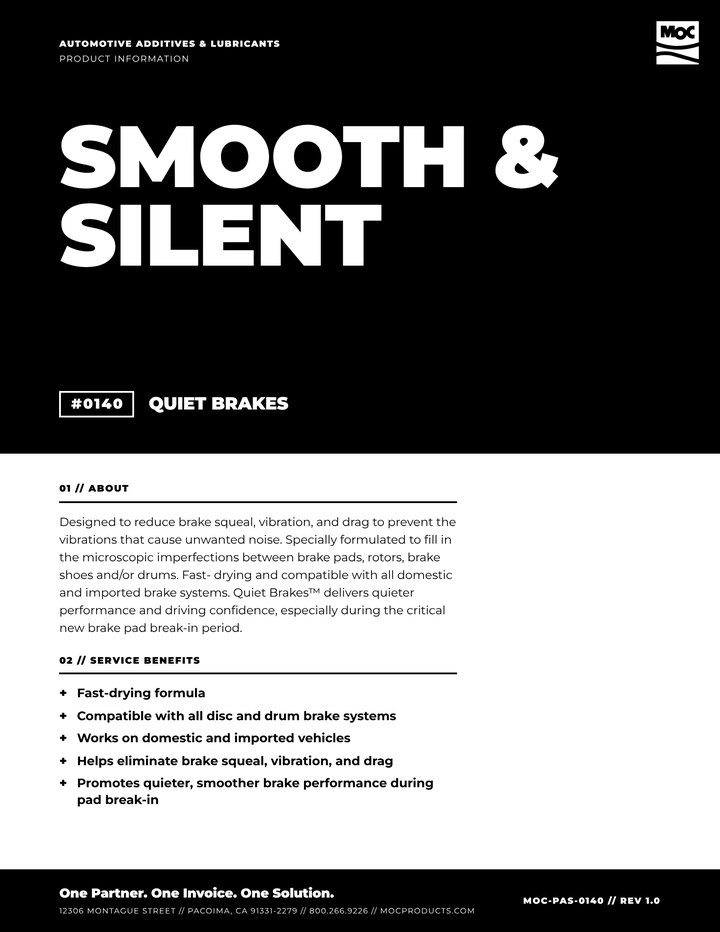 AUTOMOTIVE ADDITIVES & LUBRICANTS
PRODUCT INFORMATION
MOC
SMOOTH &
SILENT
#0140 QUIET BRAKES
01 // ABOUT
Designed to reduce brake squeal, vibration, and drag to prevent the
vibrations that cause unwanted noise. Specially formulated to fill in
the microscopic imperfections between brake pads, rotors, brake
shoes and/or drums. Fast- drying and compatible with all domestic
and imported brake systems. Quiet Brakes™ delivers quieter
performance and driving confidence, especially during the critical
new brake pad break-in period.
02 // SERVICE BENEFITS
+ Fast-drying formula
+ Compatible with all disc and drum brake systems
+ Works on domestic and imported vehicles
+ Helps eliminate brake squeal, vibration, and drag
+ Promotes quieter, smoother brake performance during
pad break-in
One Partner. One Invoice. One Solution.
12306 MONTAGUE STREET // PACOIMA, CA 91331-2279 // 800.266.9226 // MOCPRODUCTS.COM
MOC-PAS-0140 // REV 1.0